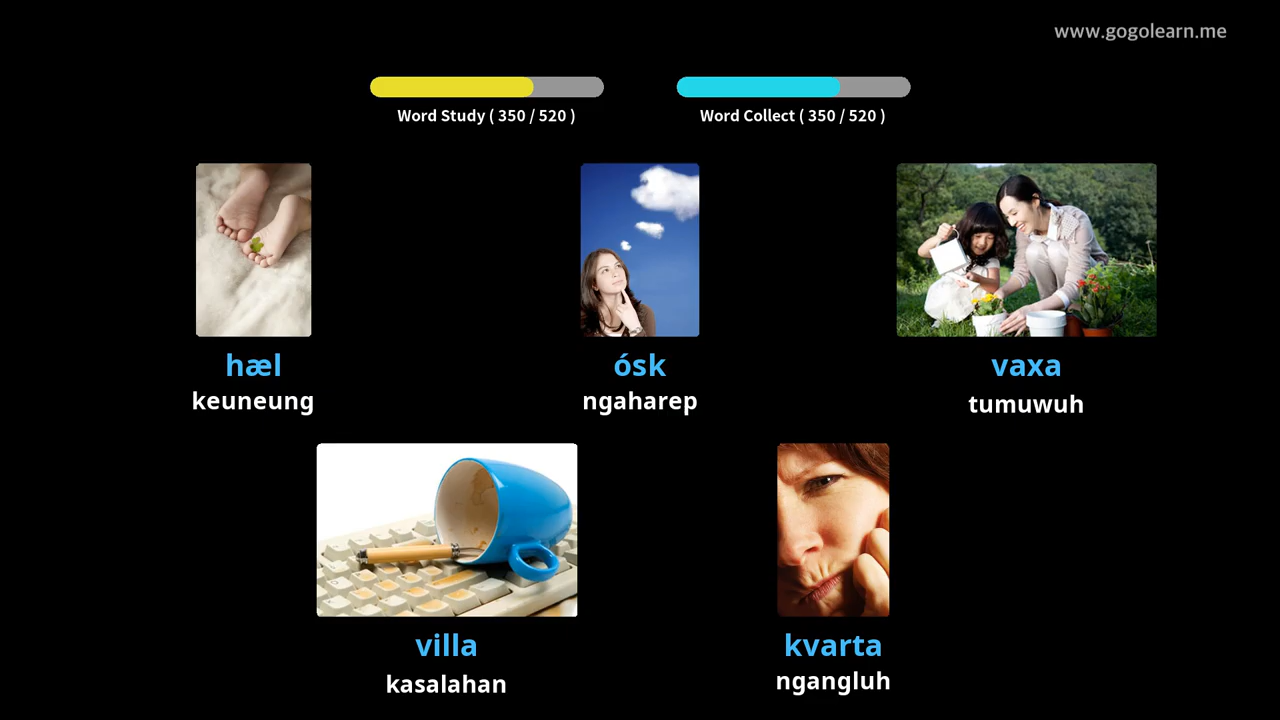 www.gogolearn.me
Word Study ( 350 / 520 )
Word Collect ( 350 / 520 )
hæl
keuneung
ósk
ngaharep
vaxa
tumuwuh
villa
kasalahan
kvarta
ngangluh